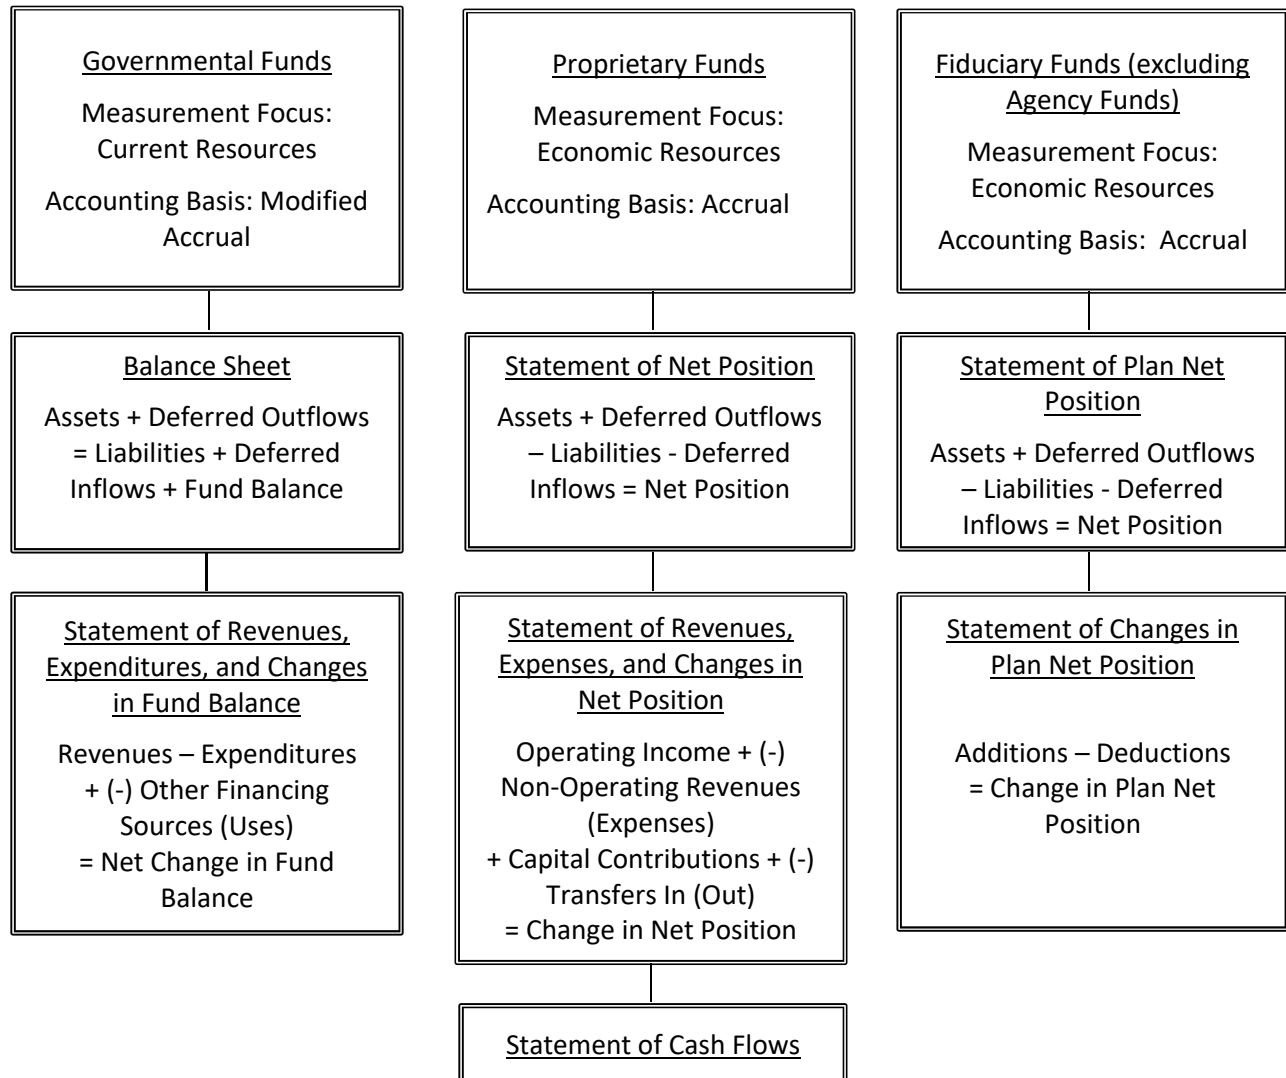 Governmental Funds
Measurement Focus:
Current Resources
Accounting Basis: Modified
Accrual
Balance Sheet
Assets + Deferred Outflows
= Liabilities + Deferred
Inflows + Fund Balance
Statement of Revenues,
Expenditures, and Changes
in Fund Balance
Revenues – Expenditures
+ (-) Other Financing
Sources (Uses)
= Net Change in Fund
Balance
Proprietary Funds
Measurement Focus:
Economic Resources
Accounting Basis: Accrual
Statement of Net Position
Assets + Deferred Outflows
– Liabilities - Deferred
Inflows = Net Position
Statement of Revenues,
Expenses, and Changes in
Net Position
Operating Income + (-)
Non-Operating Revenues
(Expenses)
+ Capital Contributions + (-)
Transfers In (Out)
= Change in Net Position
Statement of Cash Flows
Fiduciary Funds (excluding
Agency Funds)
Measurement Focus:
Economic Resources
Accounting Basis:  Accrual
Statement of Plan Net
Position
Assets + Deferred Outflows
– Liabilities - Deferred
Inflows = Net Position
Statement of Changes in
Plan Net Position
Additions – Deductions
= Change in Plan Net
Position